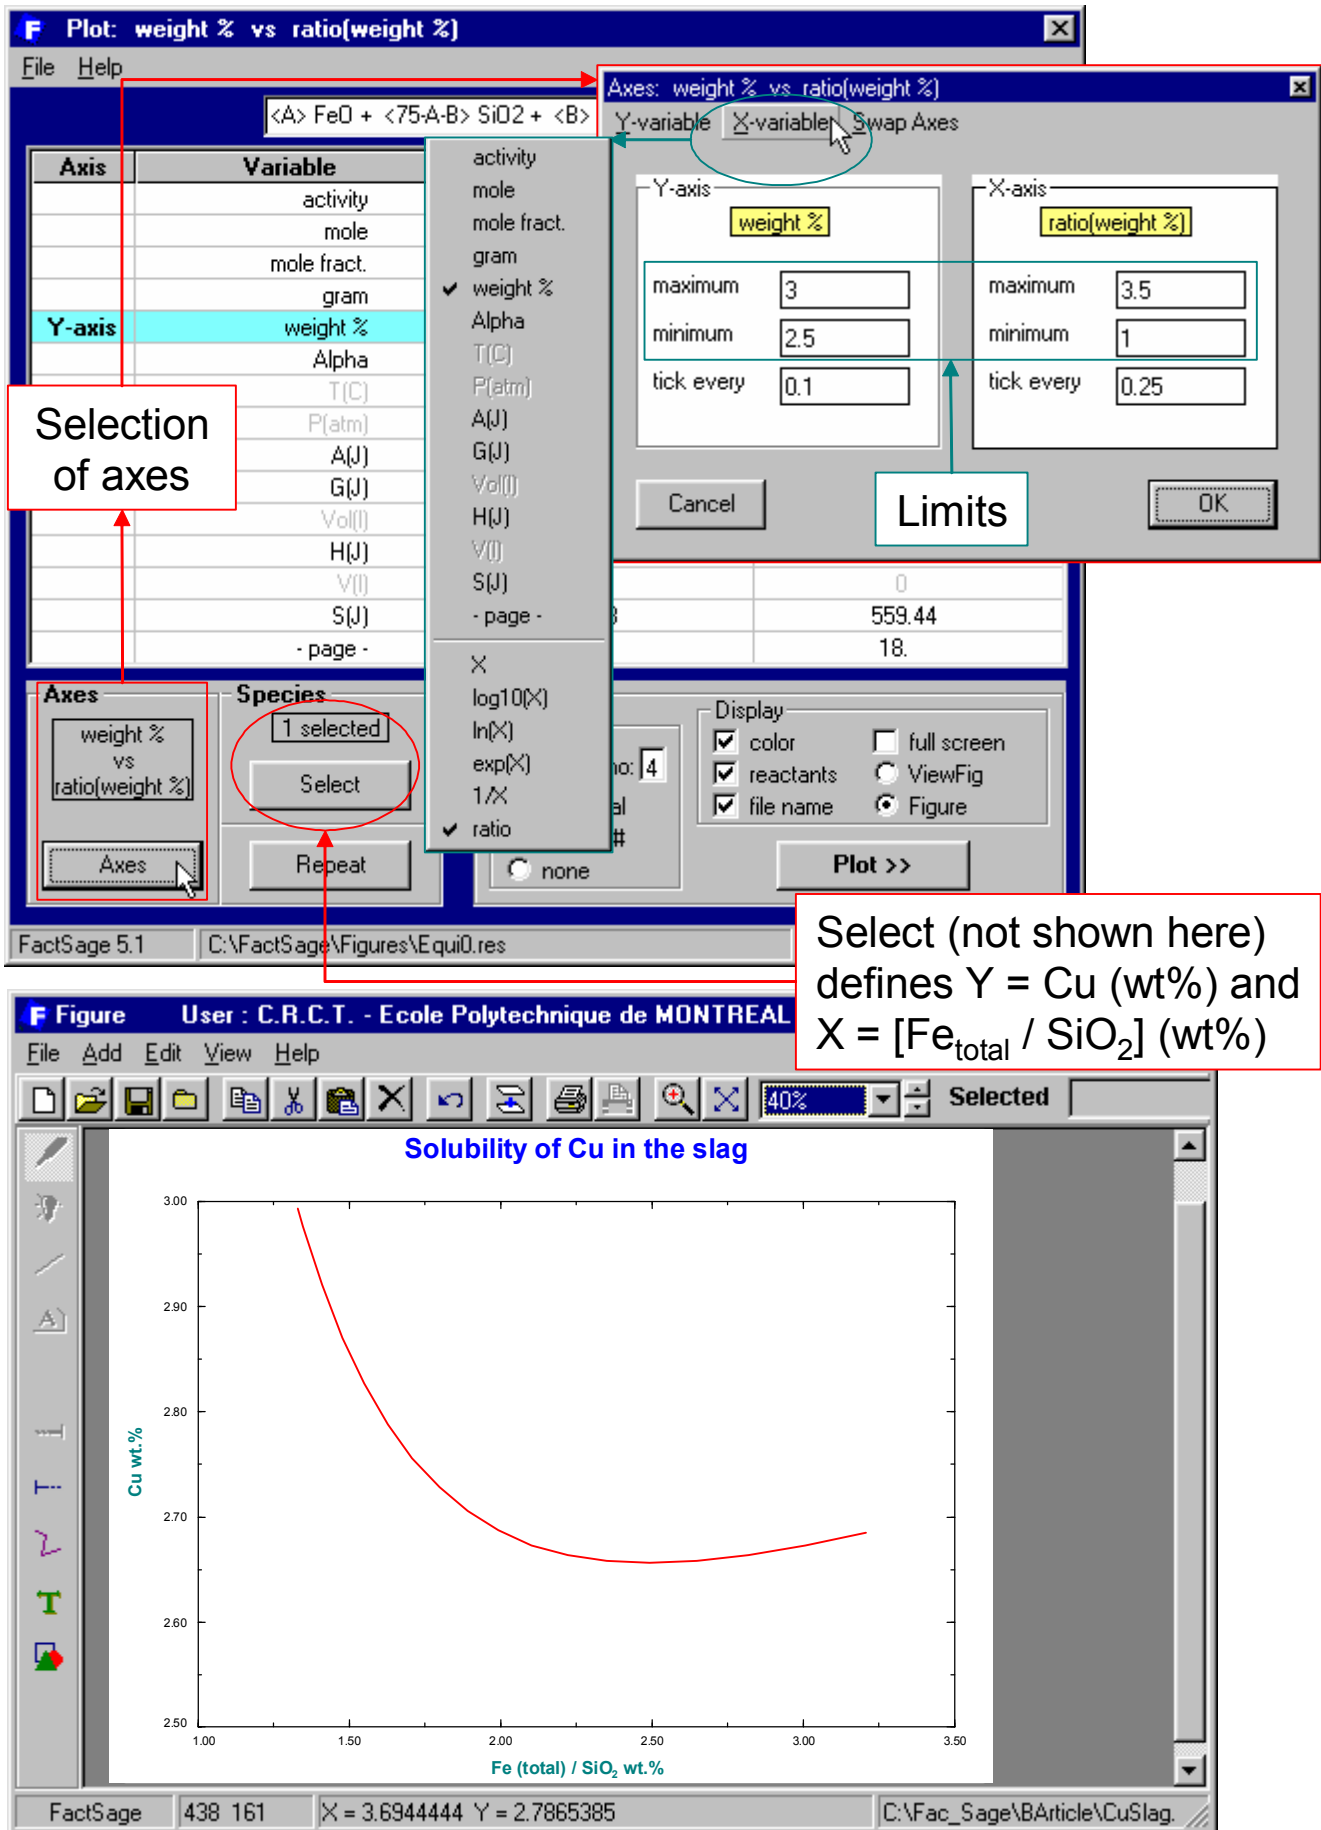 F Plot: weight % vs ratio(weight %)
File Help
<A> FeO + <75-A-B> SiO2 + <B>
Axis Variable
activity
mole
mole fract.
gram
Y-axis weight %
Alpha
T(C)
P(atm)
A(J)
G(J)
Vol(l)
H(J)
V(l) 0
S(J) 3 559.44
- page - 18.
Selection
of axes
activity
mole
mole fract.
gram
weight %
Alpha
T(C)
P(atm)
A(J)
G(J)
Vol(l)
H(J)
V(l)
S(J)
- page -
X
log10(X)
ln(X)
exp(X)
1/X
ratio
Axes: weight % vs ratio(weight %)
Y-variable X-variable Swap Axes
Y-axis
weight %
maximum 3
minimum 2.5
tick every 0.1
X-axis
ratio(weight %)
maximum 3.5
minimum 1
tick every 0.25
Cancel
Limits
OK
Axes
weight %
vs
ratio(weight %)
Axes
Species
1 selected
Select
Repeat
no: 4
al
#
none
Display
color
full screen
reactants
ViewFig
file name
Figure
Plot >>
FactSage 5.1 C:\FactSage\Figures\Equi0.res
Select (not shown here)
defines Y = Cu (wt%) and
X = [Fetotal / SiO2] (wt%)
F Figure User : C.R.C.T. - Ecole Polytechnique de MONTREAL
File Add Edit View Help
40% Selected
Solubility of Cu in the slag
3.00
2.90
2.80
2.70
2.60
2.50
Cu wt.%
1.00 1.50 2.00 2.50 3.00 3.50
Fe (total) / SiO2 wt.%
A
T
FactSage 438 161 X = 3.6944444 Y = 2.7865385 C:\Fac_Sage\BArticle\CuSlag.